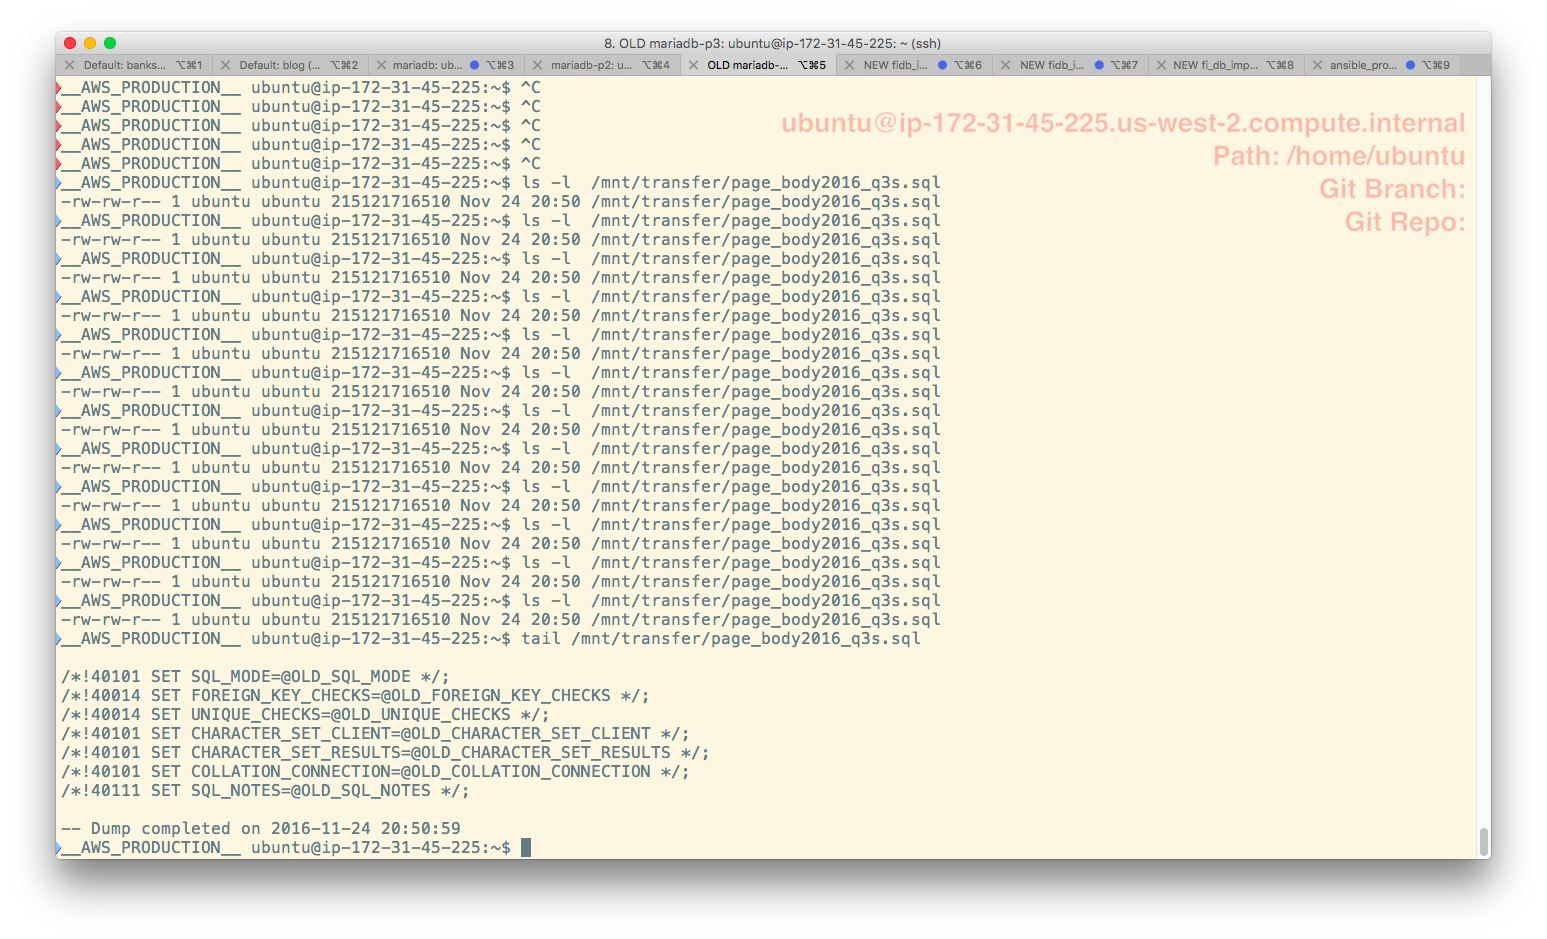 8. OLD mariadb-p3: ubuntu@ip-172-31-45-225: ~ (ssh)
Default: banks... ⌥⌘1 Default: blog (... ⌥⌘2 mariadb: ub... ⌥⌘3 mariadb-p2: u... ⌥⌘4 OLD mariadb-... ⌥⌘5 NEW fidb_i... ⌥⌘6 NEW fidb_i... ⌥⌘7 NEW fi_db_imp... ⌥⌘8 ansible_pro... ⌥⌘9
__AWS_PRODUCTION__ ubuntu@ip-172-31-45-225:~$ ^C
__AWS_PRODUCTION__ ubuntu@ip-172-31-45-225:~$ ^C
__AWS_PRODUCTION__ ubuntu@ip-172-31-45-225:~$ ^C
__AWS_PRODUCTION__ ubuntu@ip-172-31-45-225:~$ ^C
__AWS_PRODUCTION__ ubuntu@ip-172-31-45-225:~$ ^C
ubuntu@ip-172-31-45-225.us-west-2.compute.internal
Path: /home/ubuntu
Git Branch:
Git Repo:
__AWS_PRODUCTION__ ubuntu@ip-172-31-45-225:~$ ls -l  /mnt/transfer/page_body2016_q3s.sql
-rw-rw-r-- 1 ubuntu ubuntu 215121716510 Nov 24 20:50 /mnt/transfer/page_body2016_q3s.sql
__AWS_PRODUCTION__ ubuntu@ip-172-31-45-225:~$ ls -l  /mnt/transfer/page_body2016_q3s.sql
-rw-rw-r-- 1 ubuntu ubuntu 215121716510 Nov 24 20:50 /mnt/transfer/page_body2016_q3s.sql
__AWS_PRODUCTION__ ubuntu@ip-172-31-45-225:~$ ls -l  /mnt/transfer/page_body2016_q3s.sql
-rw-rw-r-- 1 ubuntu ubuntu 215121716510 Nov 24 20:50 /mnt/transfer/page_body2016_q3s.sql
__AWS_PRODUCTION__ ubuntu@ip-172-31-45-225:~$ ls -l  /mnt/transfer/page_body2016_q3s.sql
-rw-rw-r-- 1 ubuntu ubuntu 215121716510 Nov 24 20:50 /mnt/transfer/page_body2016_q3s.sql
__AWS_PRODUCTION__ ubuntu@ip-172-31-45-225:~$ ls -l  /mnt/transfer/page_body2016_q3s.sql
-rw-rw-r-- 1 ubuntu ubuntu 215121716510 Nov 24 20:50 /mnt/transfer/page_body2016_q3s.sql
__AWS_PRODUCTION__ ubuntu@ip-172-31-45-225:~$ ls -l  /mnt/transfer/page_body2016_q3s.sql
-rw-rw-r-- 1 ubuntu ubuntu 215121716510 Nov 24 20:50 /mnt/transfer/page_body2016_q3s.sql
__AWS_PRODUCTION__ ubuntu@ip-172-31-45-225:~$ ls -l  /mnt/transfer/page_body2016_q3s.sql
-rw-rw-r-- 1 ubuntu ubuntu 215121716510 Nov 24 20:50 /mnt/transfer/page_body2016_q3s.sql
__AWS_PRODUCTION__ ubuntu@ip-172-31-45-225:~$ ls -l  /mnt/transfer/page_body2016_q3s.sql
-rw-rw-r-- 1 ubuntu ubuntu 215121716510 Nov 24 20:50 /mnt/transfer/page_body2016_q3s.sql
__AWS_PRODUCTION__ ubuntu@ip-172-31-45-225:~$ ls -l  /mnt/transfer/page_body2016_q3s.sql
-rw-rw-r-- 1 ubuntu ubuntu 215121716510 Nov 24 20:50 /mnt/transfer/page_body2016_q3s.sql
__AWS_PRODUCTION__ ubuntu@ip-172-31-45-225:~$ ls -l  /mnt/transfer/page_body2016_q3s.sql
-rw-rw-r-- 1 ubuntu ubuntu 215121716510 Nov 24 20:50 /mnt/transfer/page_body2016_q3s.sql
__AWS_PRODUCTION__ ubuntu@ip-172-31-45-225:~$ ls -l  /mnt/transfer/page_body2016_q3s.sql
-rw-rw-r-- 1 ubuntu ubuntu 215121716510 Nov 24 20:50 /mnt/transfer/page_body2016_q3s.sql
__AWS_PRODUCTION__ ubuntu@ip-172-31-45-225:~$ ls -l  /mnt/transfer/page_body2016_q3s.sql
-rw-rw-r-- 1 ubuntu ubuntu 215121716510 Nov 24 20:50 /mnt/transfer/page_body2016_q3s.sql
__AWS_PRODUCTION__ ubuntu@ip-172-31-45-225:~$ tail /mnt/transfer/page_body2016_q3s.sql
/*!40101 SET SQL_MODE=@OLD_SQL_MODE */;
/*!40014 SET FOREIGN_KEY_CHECKS=@OLD_FOREIGN_KEY_CHECKS */;
/*!40014 SET UNIQUE_CHECKS=@OLD_UNIQUE_CHECKS */;
/*!40101 SET CHARACTER_SET_CLIENT=@OLD_CHARACTER_SET_CLIENT */;
/*!40101 SET CHARACTER_SET_RESULTS=@OLD_CHARACTER_SET_RESULTS */;
/*!40101 SET COLLATION_CONNECTION=@OLD_COLLATION_CONNECTION */;
/*!40111 SET SQL_NOTES=@OLD_SQL_NOTES */;
-- Dump completed on 2016-11-24 20:50:59
__AWS_PRODUCTION__ ubuntu@ip-172-31-45-225:~$